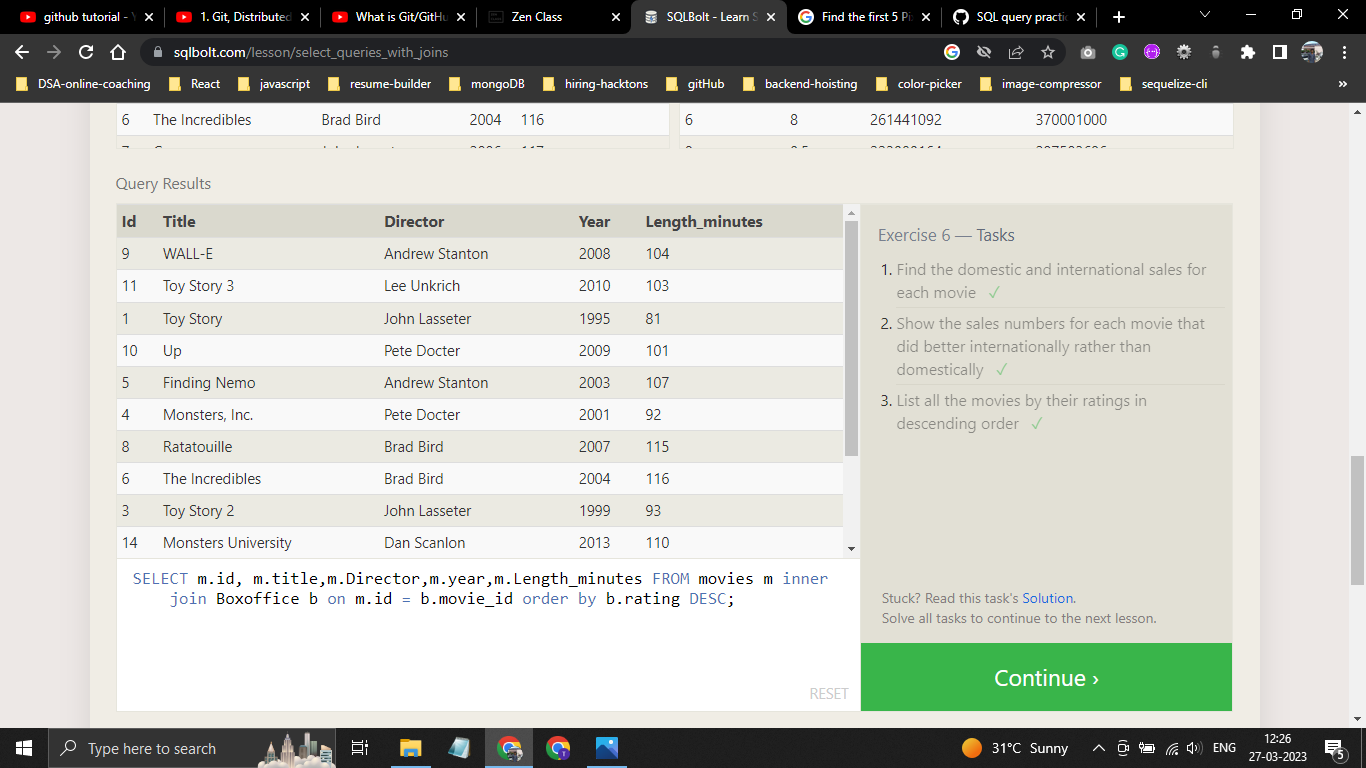 github tutorial - Y
1. Git, Distributed
What is Git/GitHu
Zen Class
SQLBolt - Learn S
Find the first 5 Pi
SQL query practic
sqlbolt.com/lesson/select_queries_with_joins
DSA-online-coaching
React
javascript
resume-builder
mongoDB
hiring-hacktons
gitHub
backend-hoisting
color-picker
image-compressor
sequelize-cli
»
6 The Incredibles Brad Bird 2004 116
6 8 261441092 370001000
Query Results
Id Title Director Year Length_minutes
9 WALL-E Andrew Stanton 2008 104
11 Toy Story 3 Lee Unkrich 2010 103
1 Toy Story John Lasseter 1995 81
10 Up Pete Docter 2009 101
5 Finding Nemo Andrew Stanton 2003 107
4 Monsters, Inc. Pete Docter 2001 92
8 Ratatouille Brad Bird 2007 115
6 The Incredibles Brad Bird 2004 116
3 Toy Story 2 John Lasseter 1999 93
14 Monsters University Dan Scanlon 2013 110
SELECT m.id, m.title,m.Director,m.year,m.Length_minutes FROM movies m inner
join Boxoffice b on m.id = b.movie_id order by b.rating DESC;
RESET
Exercise 6 — Tasks
1. Find the domestic and international sales for
each movie ✓
2. Show the sales numbers for each movie that
did better internationally rather than
domestically ✓
3. List all the movies by their ratings in
descending order ✓
Stuck? Read this task's Solution.
Solve all tasks to continue to the next lesson.
Continue ›
Type here to search
31°C Sunny
ENG
12:26
27-03-2023
5